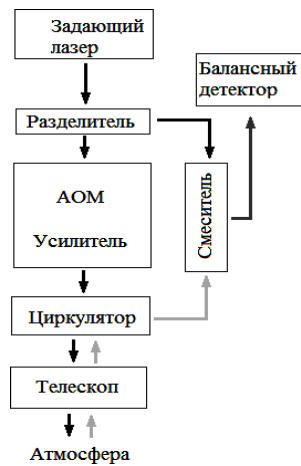 Задающий
лазер
Балансный
детектор
Разделитель
АОМ
Усилитель
Смеситель
Циркулятор
Телескоп
Атмосфера